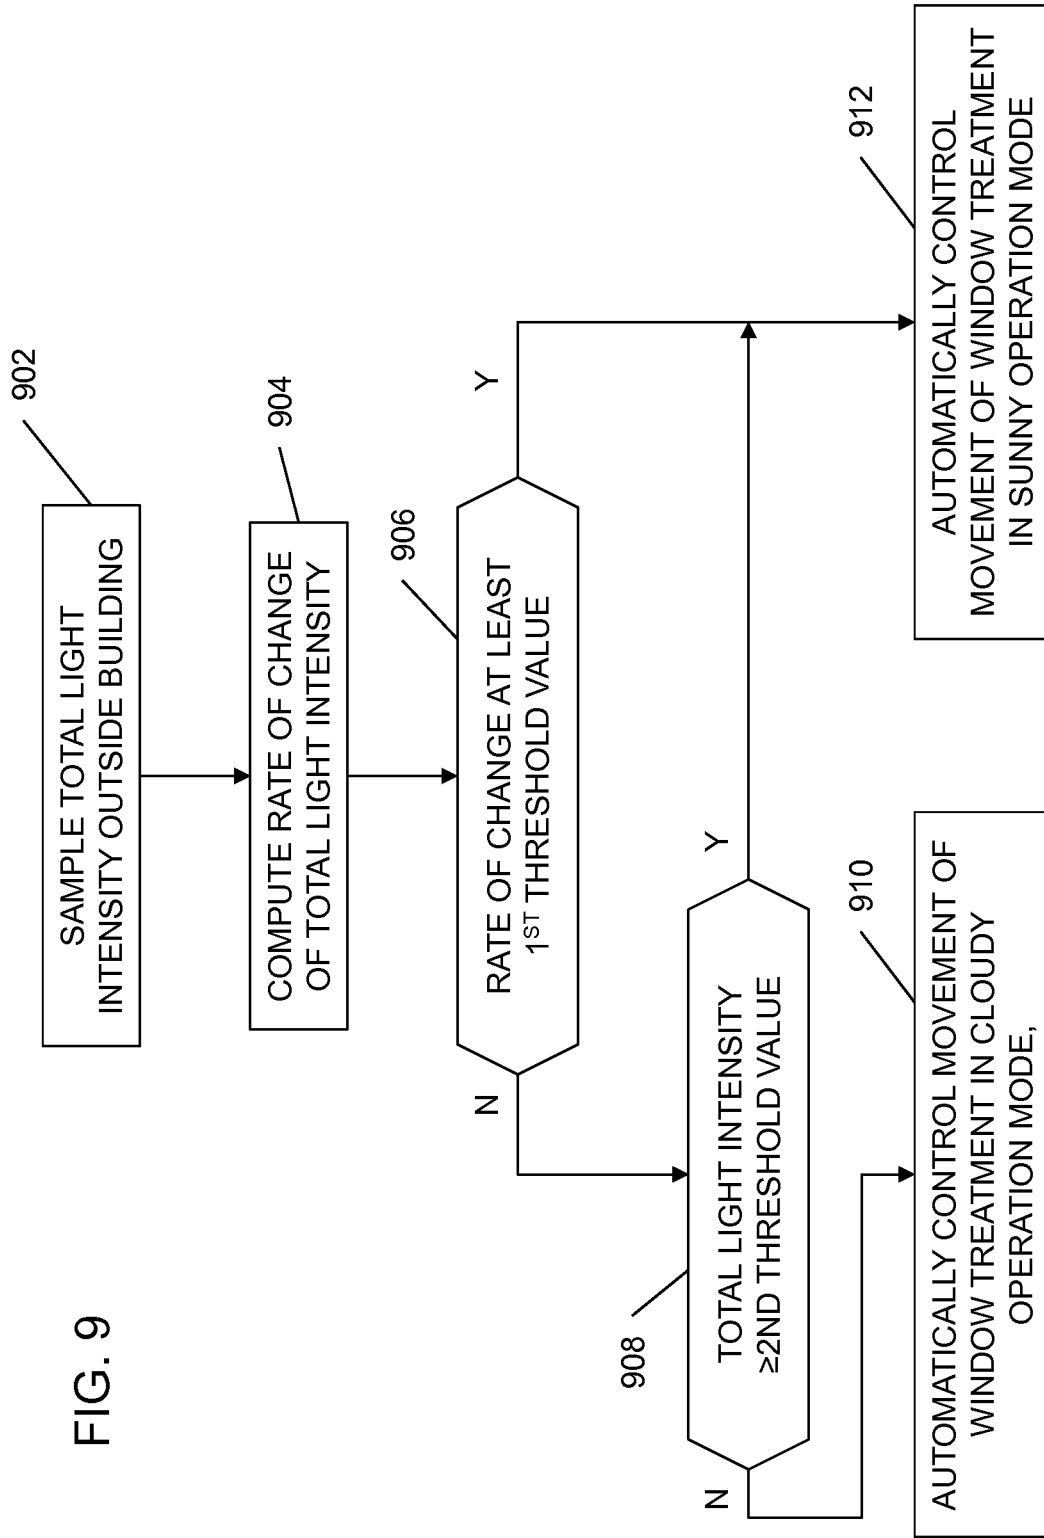 FIG. 9
902
SAMPLE TOTAL LIGHT
INTENSITY OUTSIDE BUILDING
904
COMPUTE RATE OF CHANGE
OF TOTAL LIGHT INTENSITY
906
RATE OF CHANGE AT LEAST
1ST THRESHOLD VALUE
N
Y
908
TOTAL LIGHT INTENSITY
≥2ND THRESHOLD VALUE
N
Y
910
AUTOMATICALLY CONTROL MOVEMENT OF
WINDOW TREATMENT IN CLOUDY
OPERATION MODE,
912
AUTOMATICALLY CONTROL
MOVEMENT OF WINDOW TREATMENT
IN SUNNY OPERATION MODE